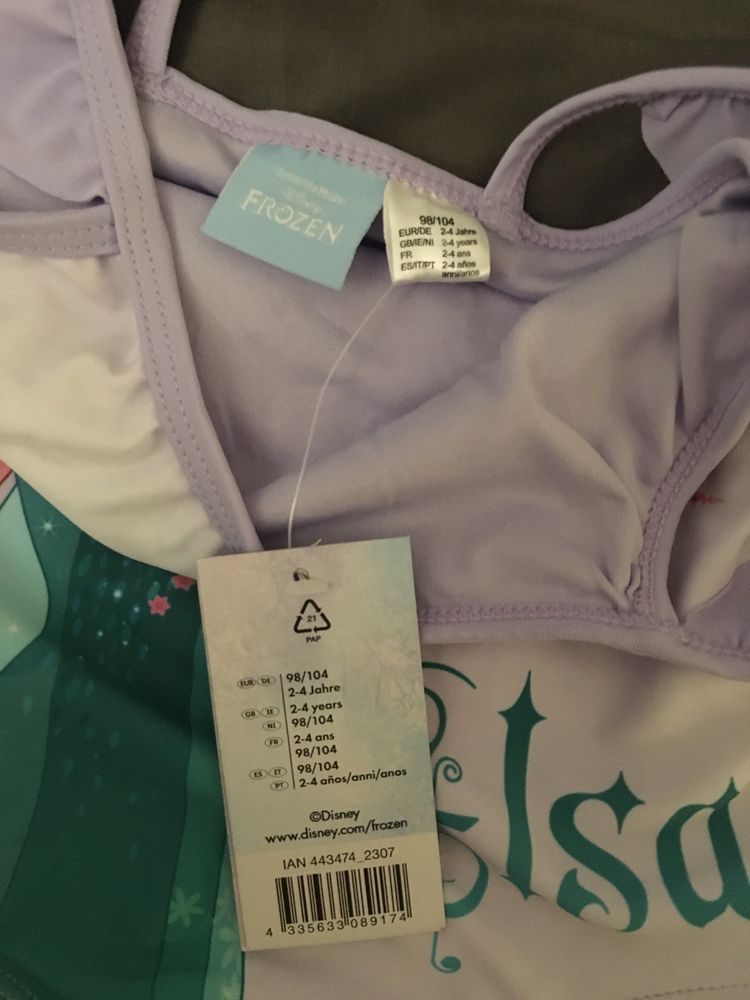 Disney
FROZEN
98/104
EUR/DE 2-4 Jahre
GB/IE/NI 2-4 years
FR 2-4 ans
ES/IT/PT 2-4 años
anni/anos
21
PAP
EUR DE 98/104
2-4 Jahre
GB IE 2-4 years
NI 98/104
FR 2-4 ans
98/104
ES IT 98/104
PT 2-4 años/anni/anos
©Disney
www.disney.com/frozen
IAN 443474_2307
4 335633 089174
Elsa